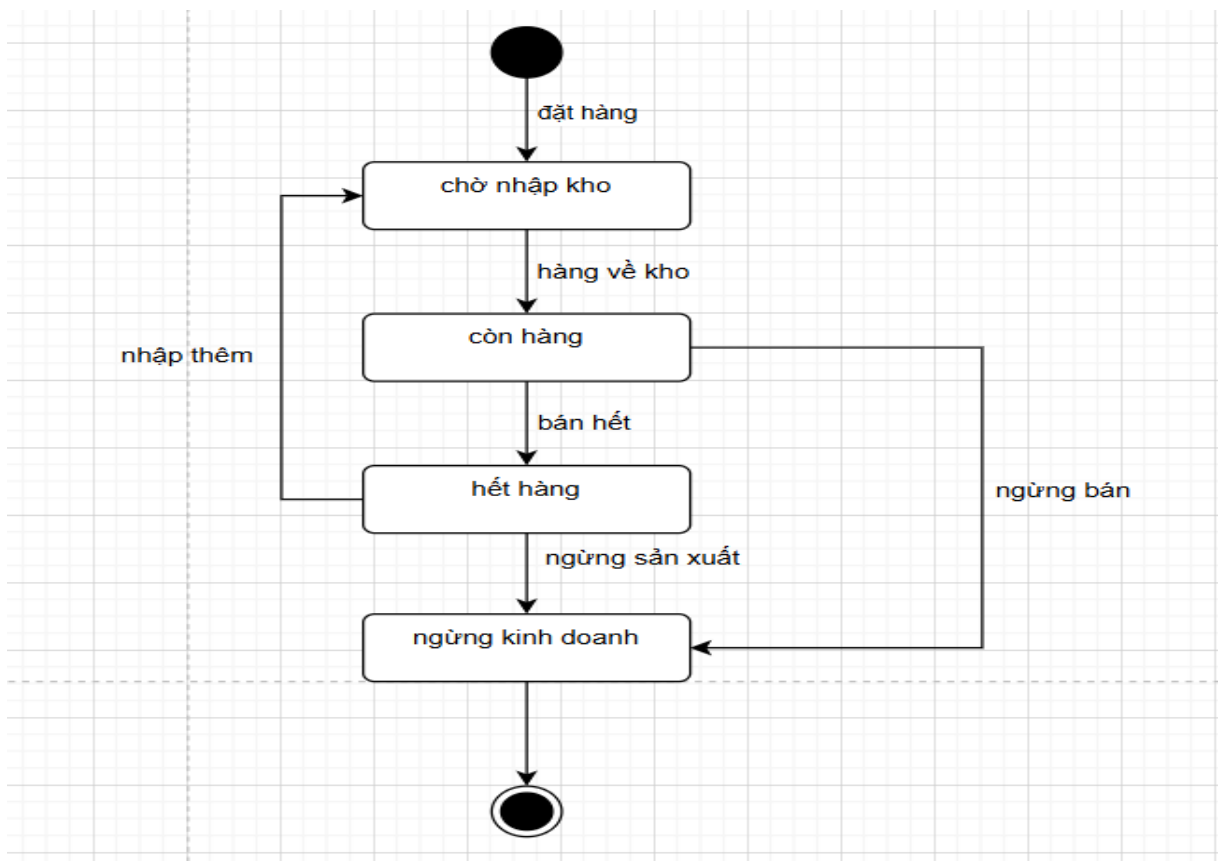 đặt hàng
chờ nhập kho
hàng về kho
còn hàng
nhập thêm
bán hết
hết hàng
ngừng bán
ngừng sản xuất
ngừng kinh doanh